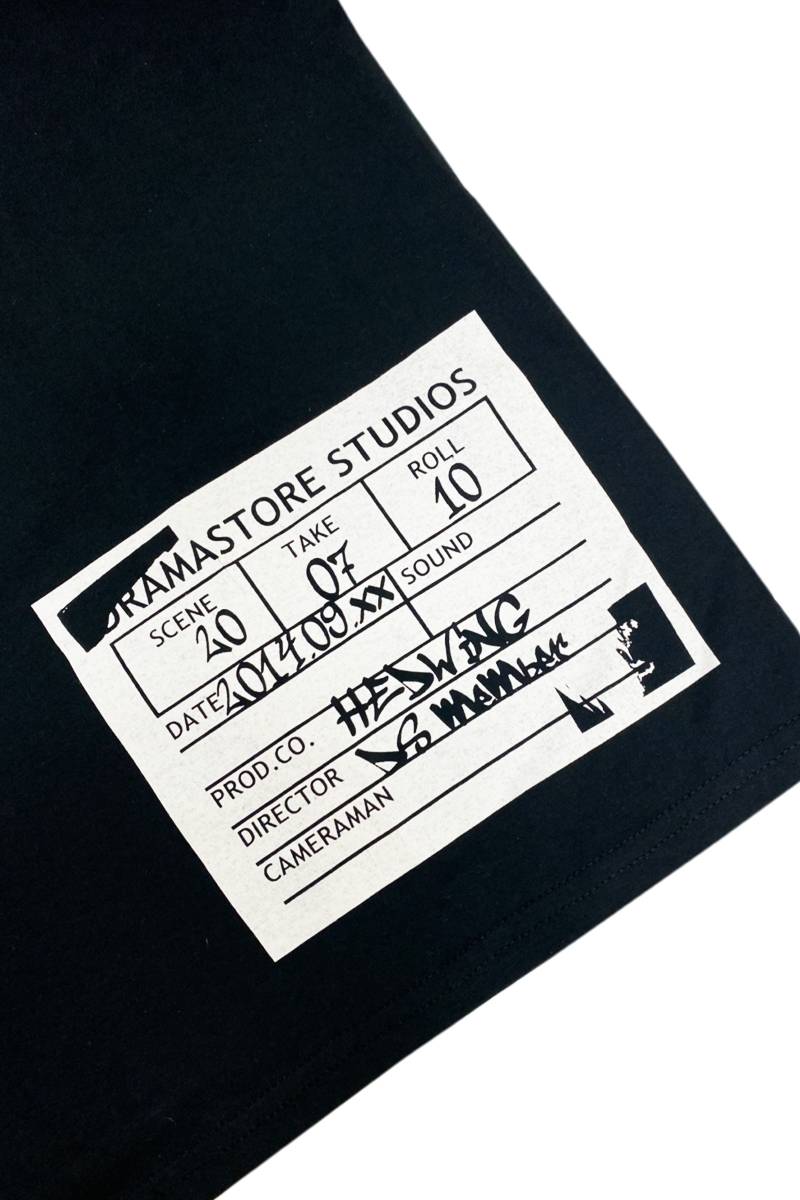 DRAMASTORE STUDIOS
SCENE TAKE ROLL
20 07 10
DATE 2014.09.XX SOUND
PROD.CO. HEDWiNG
DIRECTOR DS MeMber
CAMERAMAN